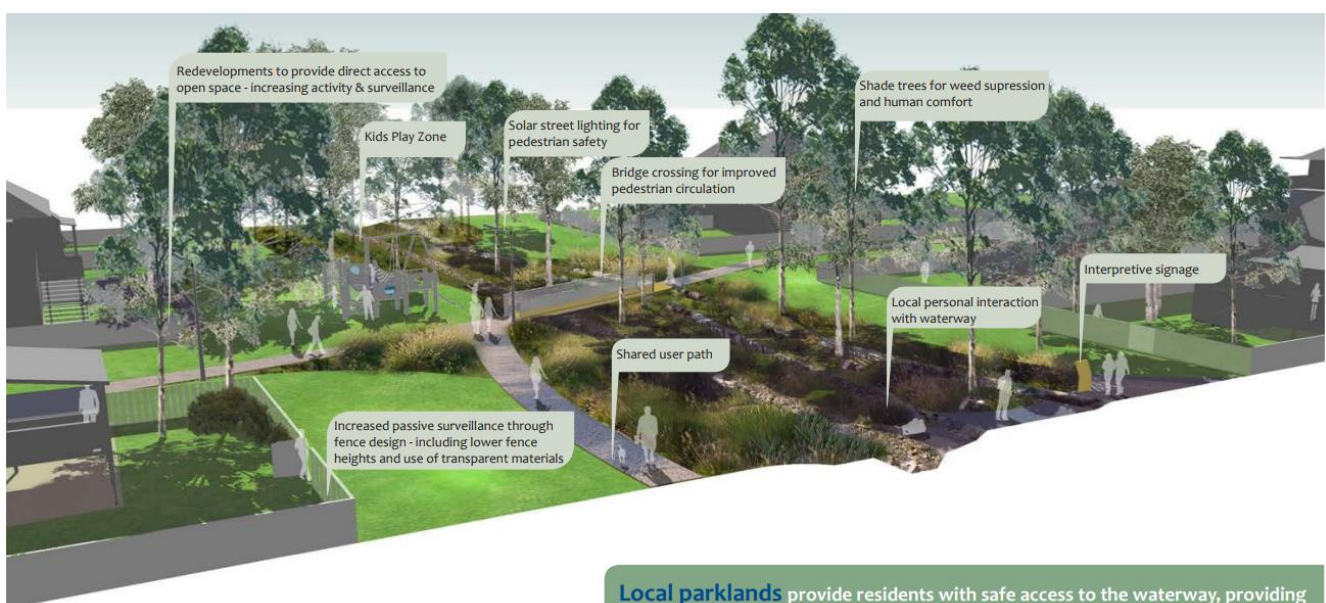 Redevelopments to provide direct access to
open space - increasing activity & surveillance
Kids Play Zone
Solar street lighting for
pedestrian safety
Bridge crossing for improved
pedestrian circulation
Shade trees for weed supression
and human comfort
Interpretive signage
Local personal interaction
with waterway
Shared user path
Increased passive surveillance through
fence design - including lower fence
heights and use of transparent materials
Local parklands provide residents with safe access to the waterway, providing